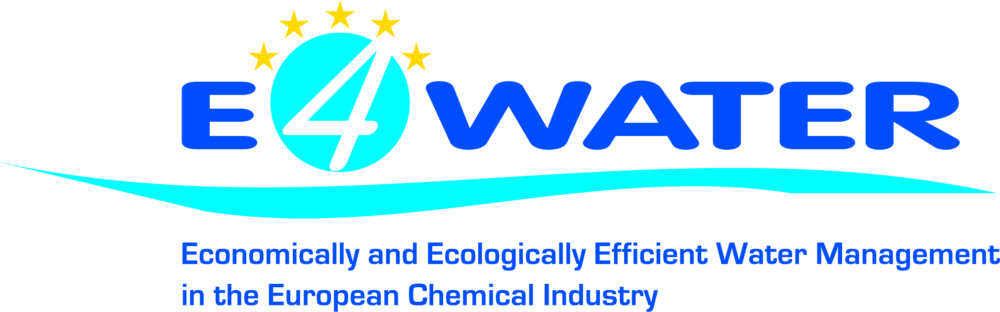 E4WATER
Economically and Ecologically Efficient Water Management
in the European Chemical Industry